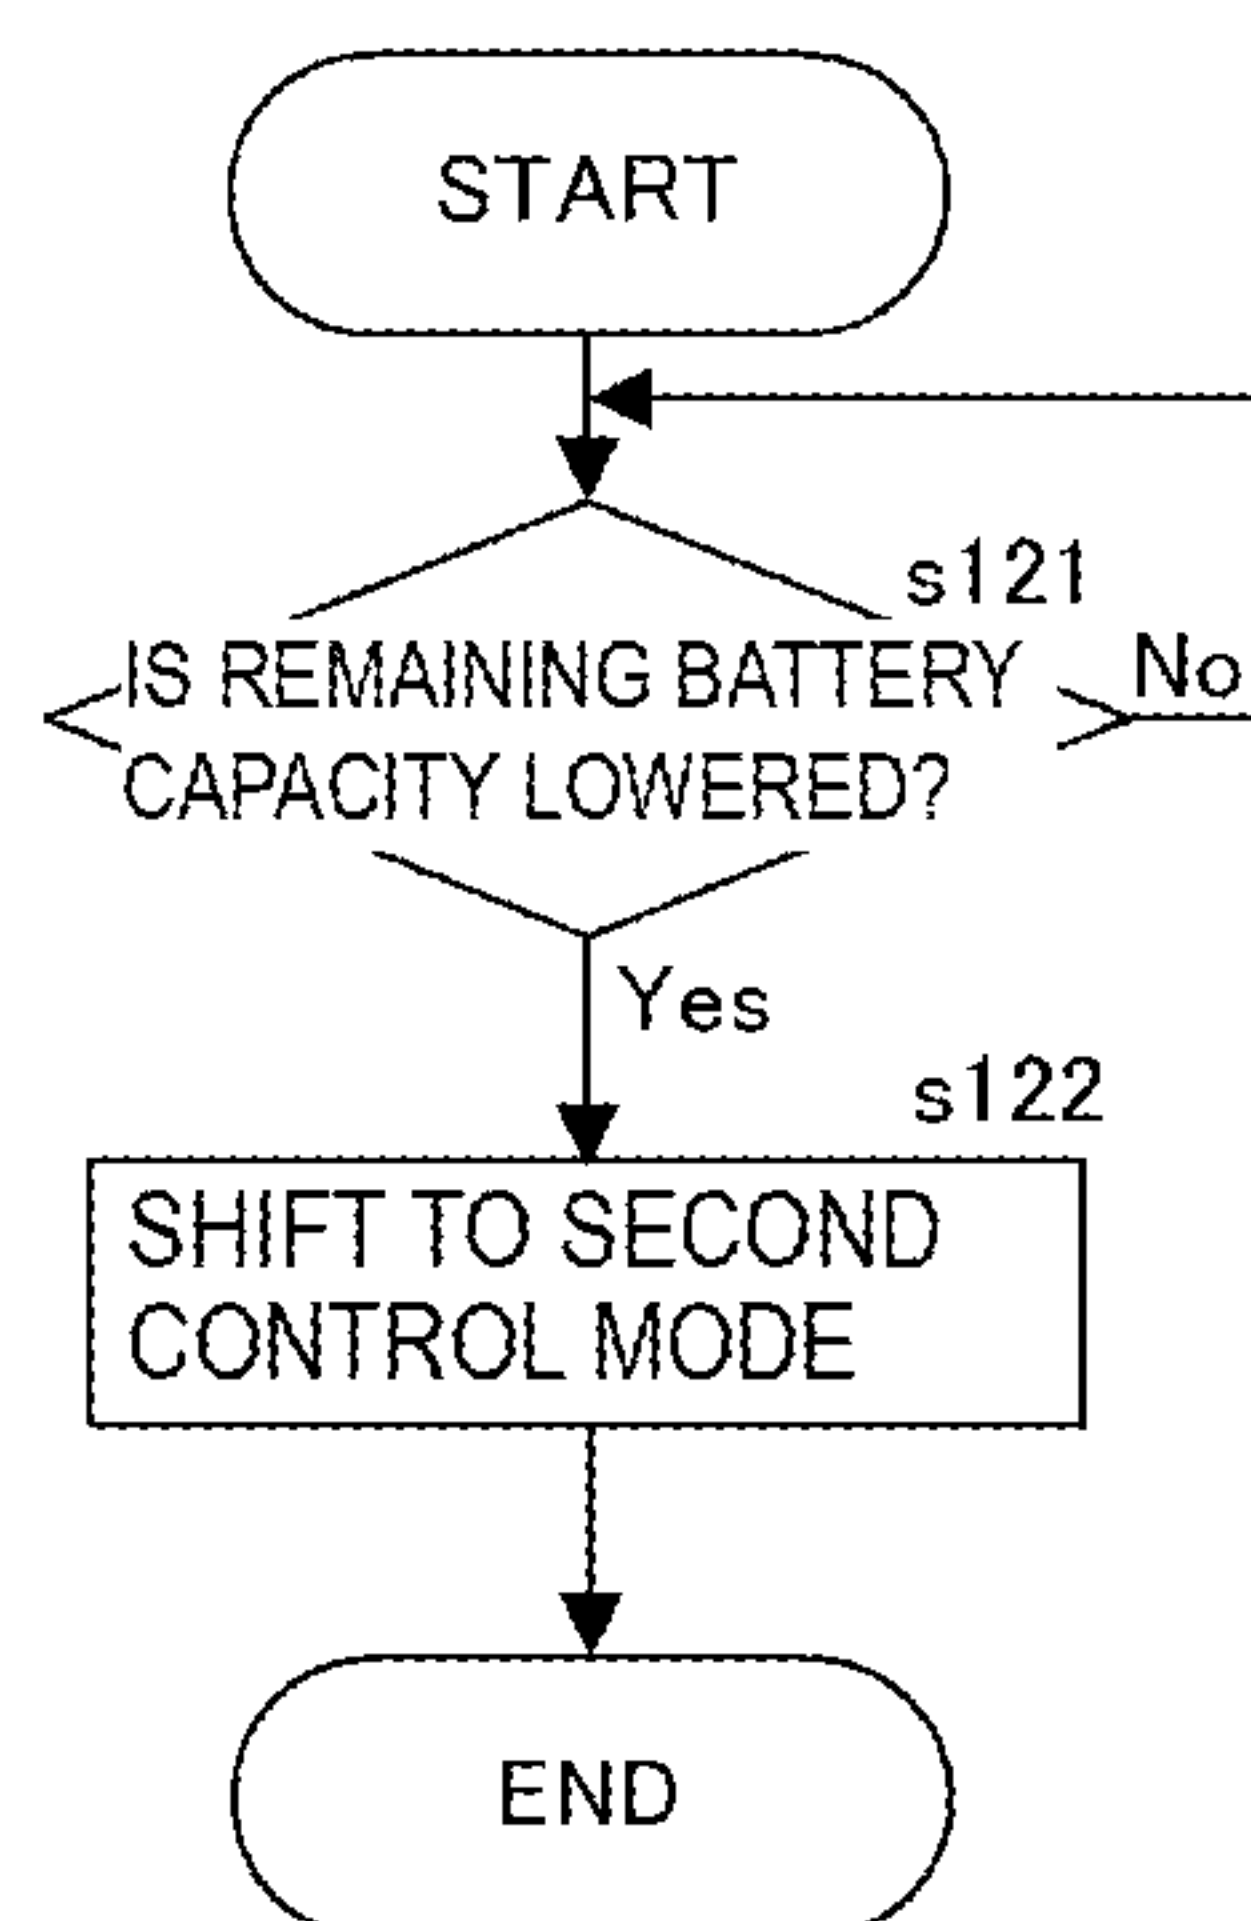 START
s121
IS REMAINING BATTERY
CAPACITY LOWERED?
No
Yes
s122
SHIFT TO SECOND
CONTROL MODE
END